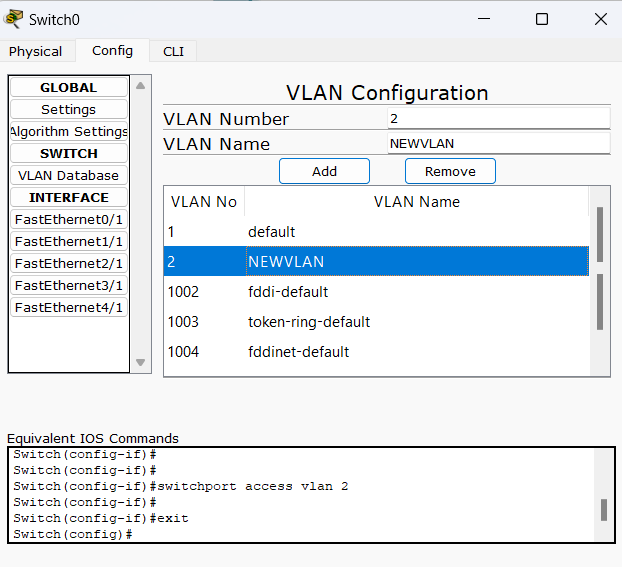 Switch0
Physical Config CLI
GLOBAL
Settings
Algorithm Settings
SWITCH
VLAN Database
INTERFACE
FastEthernet0/1
FastEthernet1/1
FastEthernet2/1
FastEthernet3/1
FastEthernet4/1
VLAN Configuration
VLAN Number 2
VLAN Name NEWVLAN
Add Remove
VLAN No VLAN Name
1 default
2 NEWVLAN
1002 fddi-default
1003 token-ring-default
1004 fddinet-default
Equivalent IOS Commands
Switch(config-if)#
Switch(config-if)#
Switch(config-if)#switchport access vlan 2
Switch(config-if)#
Switch(config-if)#exit
Switch(config)#